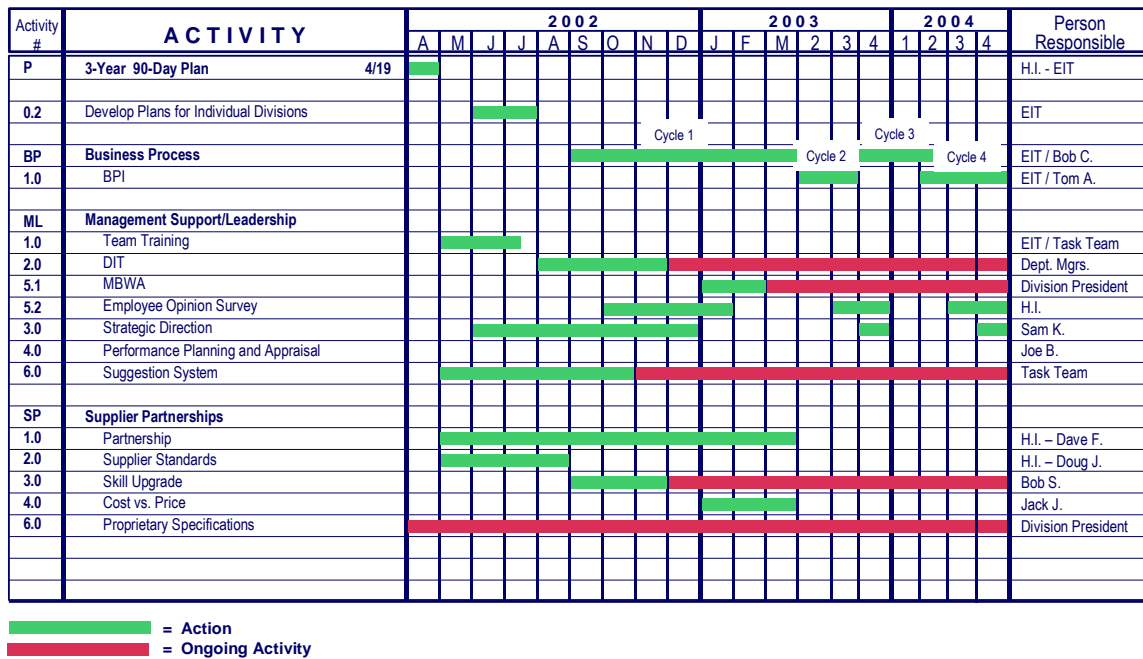 Activity # ACTIVITY 2002 2003 2004 Person Responsible
A M J J A S O N D J F M 2 3 4 1 2 3 4
P 3-Year 90-Day Plan 4/19 H.I. - EIT
0.2 Develop Plans for Individual Divisions EIT
Cycle 1 Cycle 3
BP Business Process Cycle 2 Cycle 4 EIT / Bob C.
1.0 BPI EIT / Tom A.
ML Management Support/Leadership
1.0 Team Training EIT / Task Team
2.0 DIT Dept. Mgrs.
5.1 MBWA Division President
5.2 Employee Opinion Survey H.I.
3.0 Strategic Direction Sam K.
4.0 Performance Planning and Appraisal Joe B.
6.0 Suggestion System Task Team
SP Supplier Partnerships
1.0 Partnership H.I. – Dave F.
2.0 Supplier Standards H.I. – Doug J.
3.0 Skill Upgrade Bob S.
4.0 Cost vs. Price Jack J.
6.0 Proprietary Specifications Division President
= Action
= Ongoing Activity